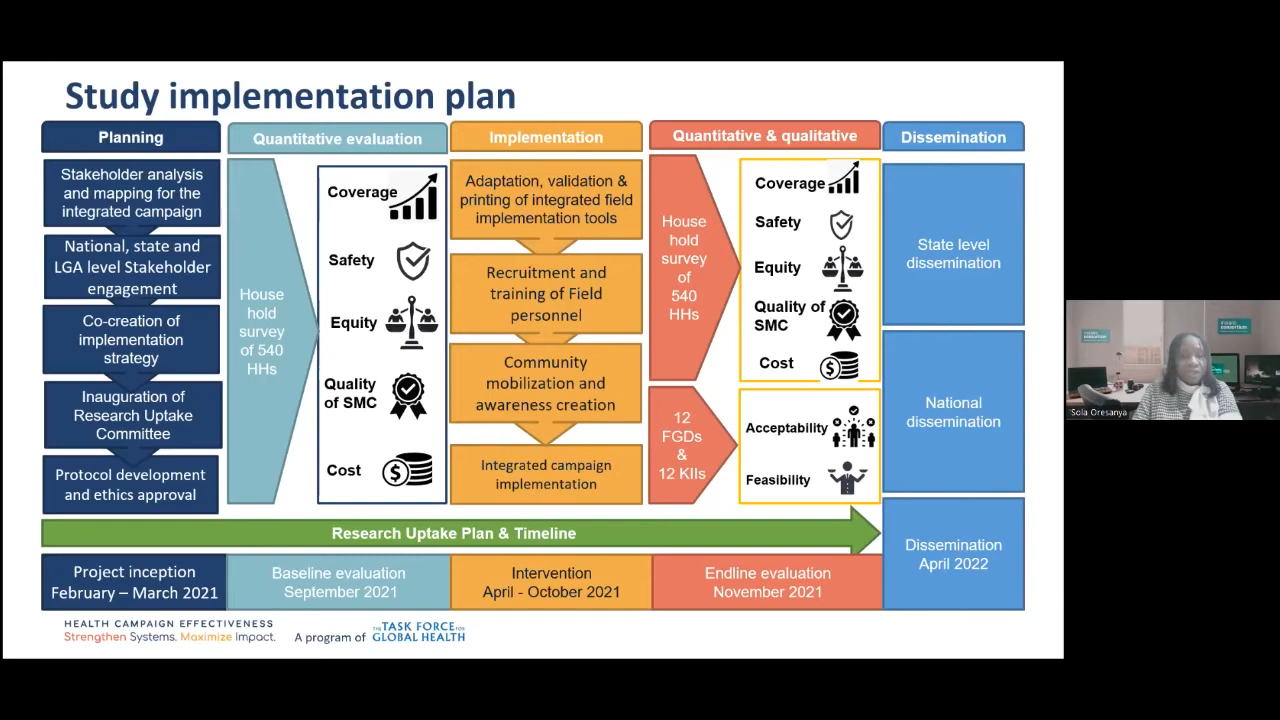 Study implementation plan
Planning
Stakeholder analysis
and mapping for the
integrated campaign
National, state and
LGA level Stakeholder
engagement
Co-creation of
implementation
strategy
Inauguration of
Research Uptake
Committee
Protocol development
and ethics approval
Quantitative evaluation
House
hold
survey
of 540
HHs
Coverage
Safety
Equity
Quality
of SMC
Cost
Implementation
Adaptation, validation &
printing of integrated field
implementation tools
Recruitment and
training of Field
personnel
Community
mobilization and
awareness creation
Integrated campaign
implementation
Quantitative & qualitative
House
hold
survey
of
540
HHs
Coverage
Safety
Equity
Quality of
SMC
Cost
12
FGDs
&
12 KIIs
Acceptability
Feasibility
Dissemination
State level
dissemination
National
dissemination
Dissemination
April 2022
Research Uptake Plan & Timeline
Project inception
February – March 2021
Baseline evaluation
September 2021
Intervention
April - October 2021
Endline evaluation
November 2021
HEALTH CAMPAIGN EFFECTIVENESS
Strengthen Systems. Maximize Impact.
A program of
THE TASK FORCE FOR
GLOBAL HEALTH
malaria
consortium
'Sola Oresanya